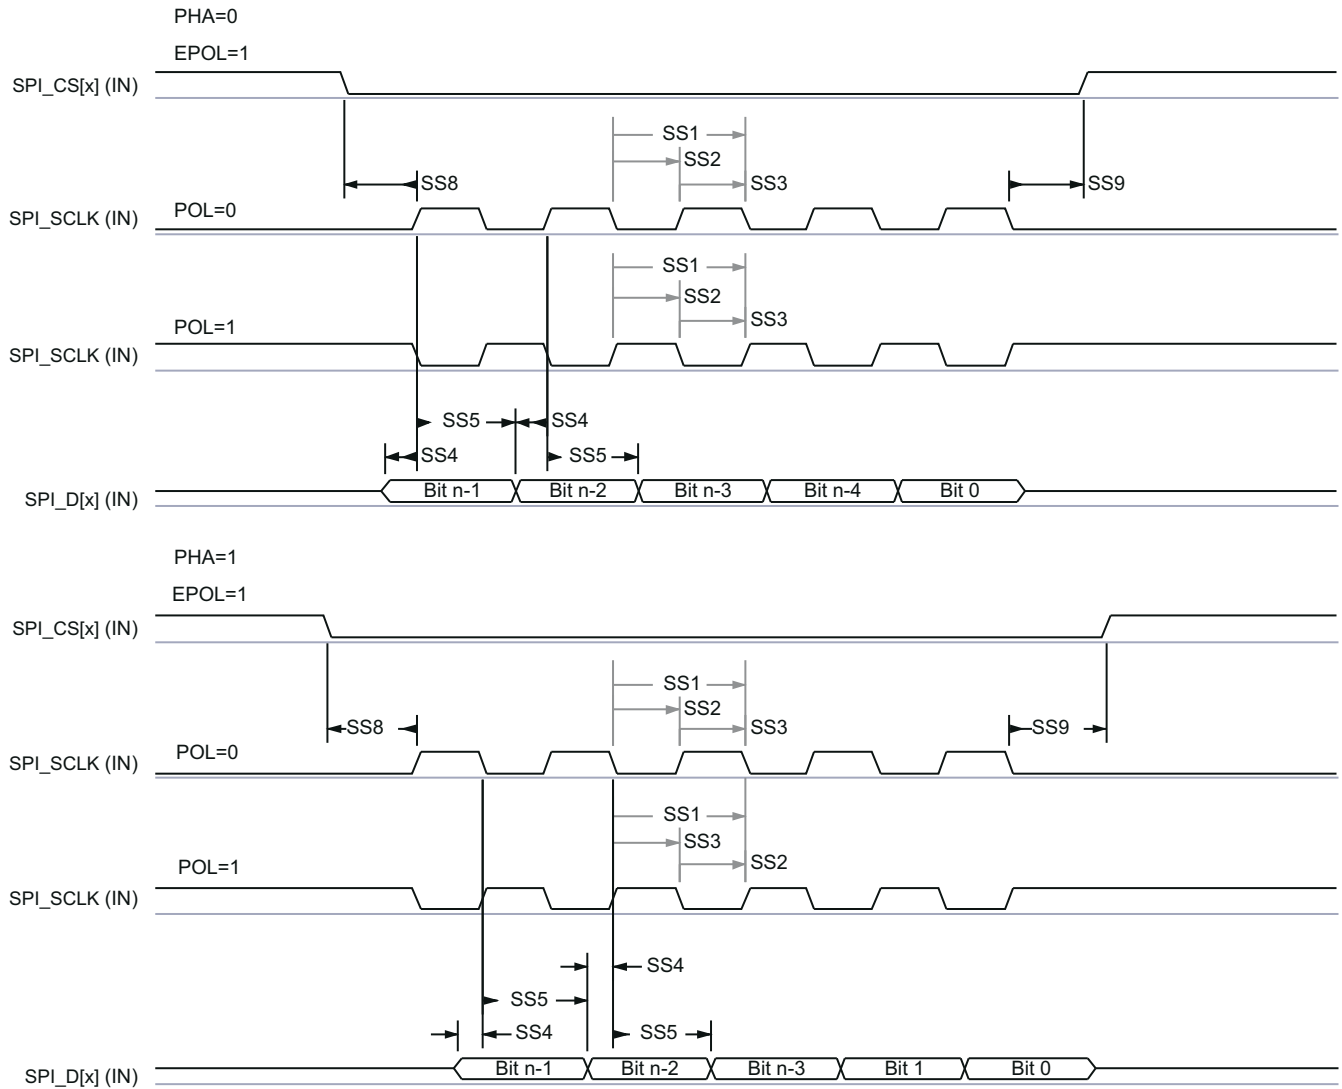 PHA=0
EPOL=1
SPI_CS[x] (IN)
SS1
SS2
SS8
SS3
SS9
POL=0
SPI_SCLK (IN)
SS1
SS2
SS3
POL=1
SPI_SCLK (IN)
SS5
SS4
SS4
SS5
Bit n-1
Bit n-2
Bit n-3
Bit n-4
Bit 0
SPI_D[x] (IN)
PHA=1
EPOL=1
SPI_CS[x] (IN)
SS1
SS2
SS8
SS3
SS9
POL=0
SPI_SCLK (IN)
SS1
SS3
SS2
POL=1
SPI_SCLK (IN)
SS4
SS5
SS4
SS5
Bit n-1
Bit n-2
Bit n-3
Bit 1
Bit 0
SPI_D[x] (IN)